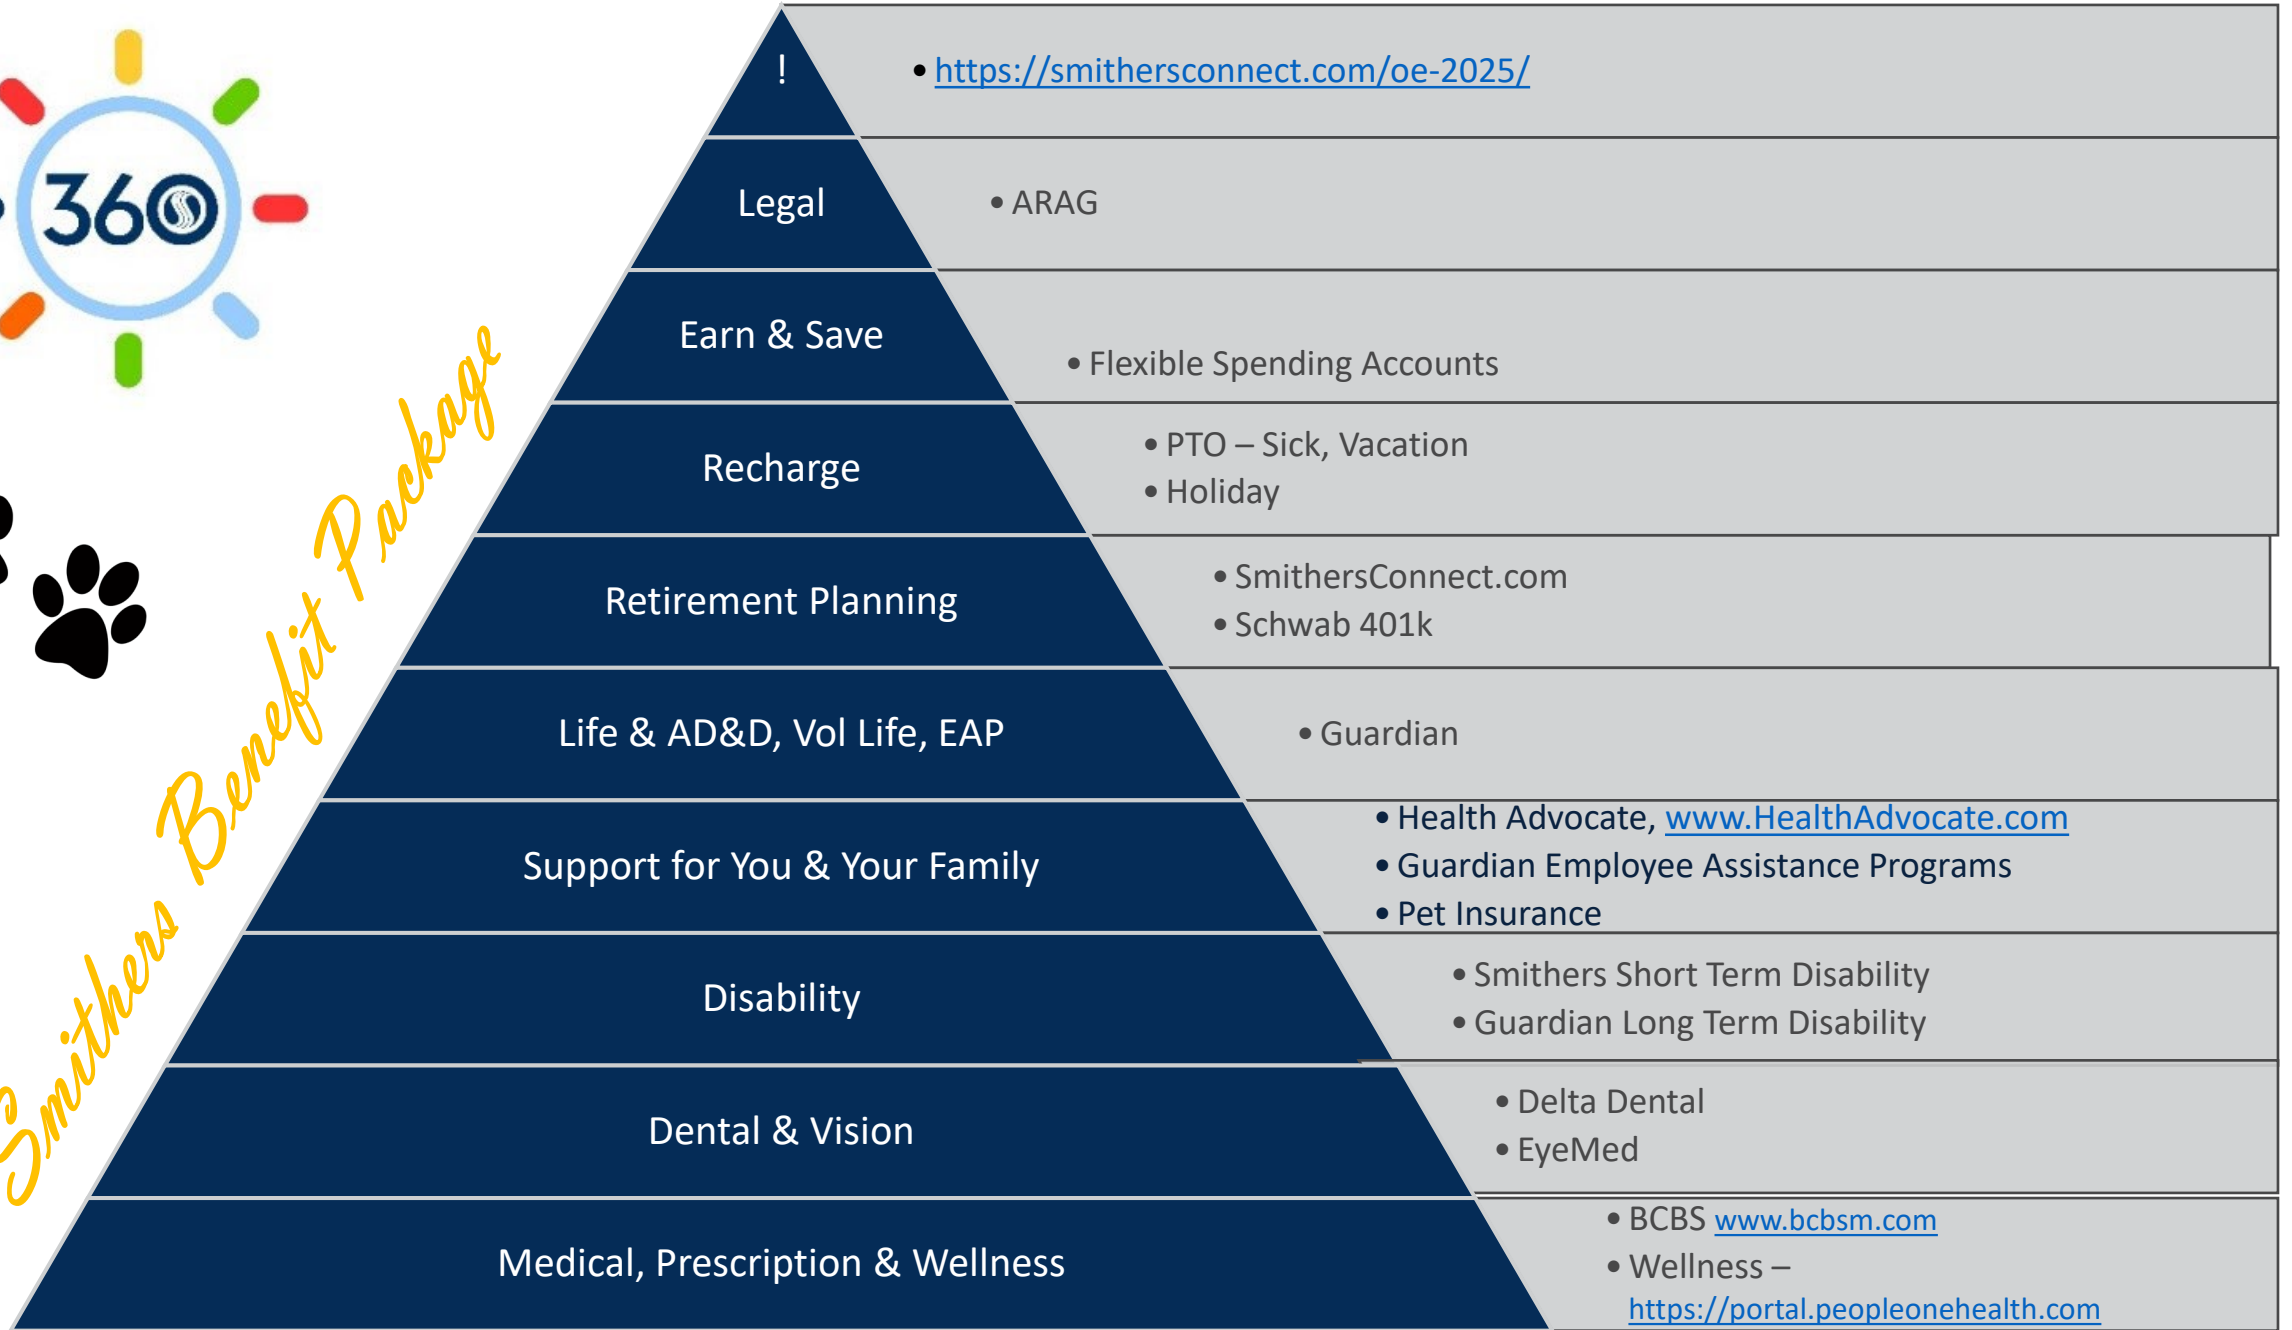 360
Smithers Benefit Package
!
• https://smithersconnect.com/oe-2025/
Legal
• ARAG
Earn & Save
• Flexible Spending Accounts
Recharge
• PTO – Sick, Vacation
• Holiday
Retirement Planning
• SmithersConnect.com
• Schwab 401k
Life & AD&D, Vol Life, EAP
• Guardian
Support for You & Your Family
• Health Advocate, www.HealthAdvocate.com
• Guardian Employee Assistance Programs
• Pet Insurance
Disability
• Smithers Short Term Disability
• Guardian Long Term Disability
Dental & Vision
• Delta Dental
• EyeMed
Medical, Prescription & Wellness
• BCBS www.bcbsm.com
• Wellness –
https://portal.peopleonehealth.com